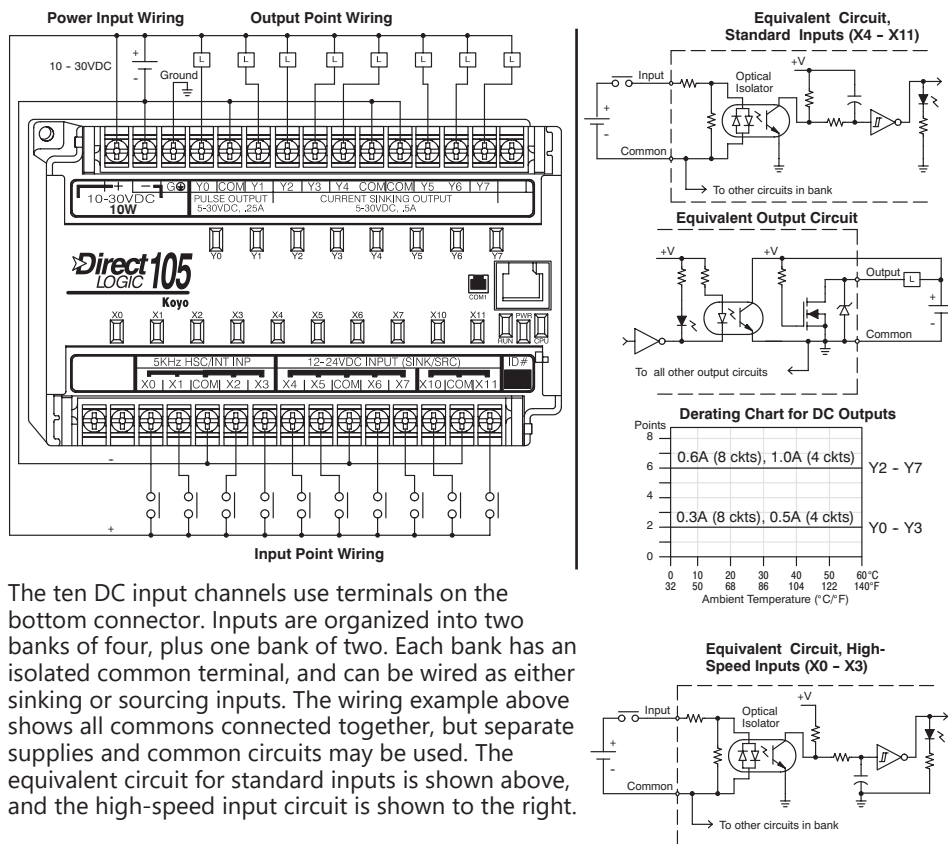 Power Input Wiring
Output Point Wiring
L L L L L L L L
10 – 30VDC
+
-
Ground
+ – G Y0 COM Y1 Y2 Y3 Y4 COM COM Y5 Y6 Y7
10-30VDC
10W
PULSE OUTPUT
5-30VDC, .25A
CURRENT SINKING OUTPUT
5-30VDC, .5A
Y0 Y1 Y2 Y3 Y4 Y5 Y6 Y7
Direct
LOGIC 105
Koyo
COM1
X0 X1 X2 X3 X4 X5 X6 X7 X10 X11
RUN PWR CPU
5KHz HSC/INT INP
12-24VDC INPUT (SINK/SRC)
ID#
X0 X1 COM X2 X3 X4 X5 COM X6 X7 X10 COM X11
-
+
Input Point Wiring
Equivalent Circuit,
Standard Inputs (X4 – X11)
+V
Input
Optical
Isolator
+
-
Common
To other circuits in bank
Equivalent Output Circuit
+V
+V
Output
L
+
-
Common
To all other output circuits
Derating Chart for DC Outputs
Points
8
0.6A (8 ckts), 1.0A (4 ckts)
6
Y2 – Y7
4
0.3A (8 ckts), 0.5A (4 ckts)
2
Y0 – Y3
0
0 10 20 30 40 50 60°C
32 50 68 86 104 122 140°F
Ambient Temperature (°C/°F)
The ten DC input channels use terminals on the
bottom connector. Inputs are organized into two
banks of four, plus one bank of two. Each bank has an
isolated common terminal, and can be wired as either
sinking or sourcing inputs. The wiring example above
shows all commons connected together, but separate
supplies and common circuits may be used. The
equivalent circuit for standard inputs is shown above,
and the high-speed input circuit is shown to the right.
Equivalent Circuit, High-
Speed Inputs (X0 – X3)
+V
Input
Optical
Isolator
+
-
Common
To other circuits in bank